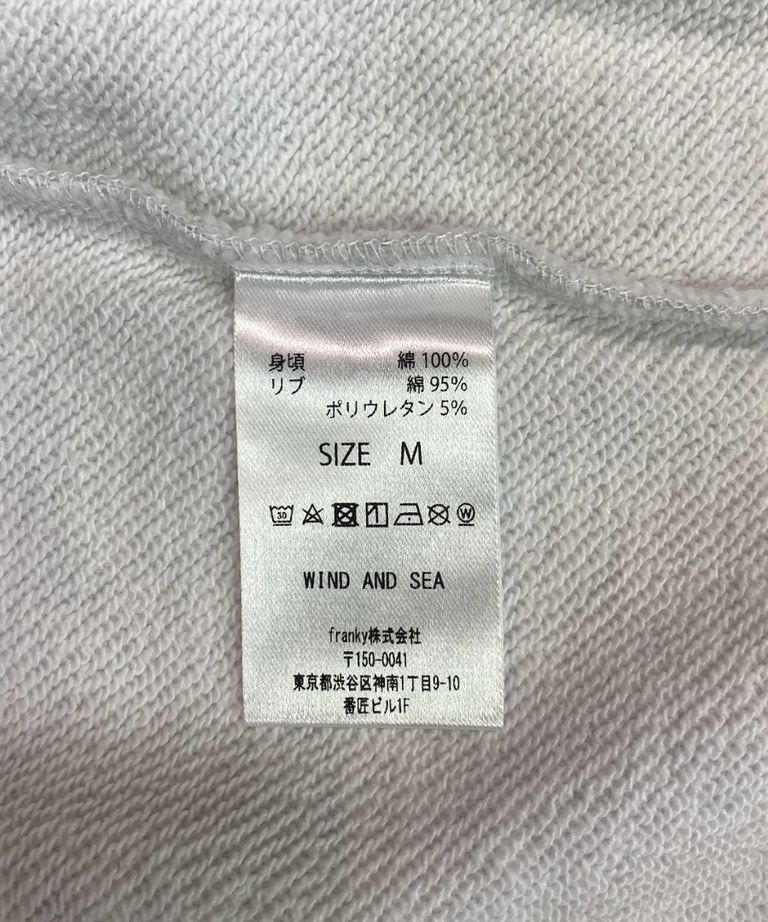 身頃 綿 100%
リブ 綿 95%
ポリウレタン 5%
SIZE M
30 W
WIND AND SEA
franky株式会社
〒150-0041
東京都渋谷区神南1丁目9-10
番匠ビル1F